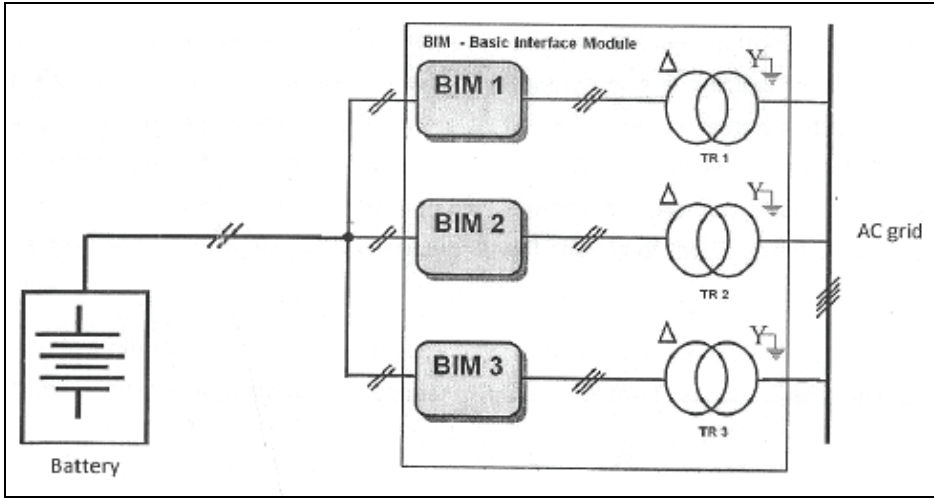 BIM - Basic Interface Module
BIM 1
Δ
Y
TR 1
BIM 2
Δ
Y
TR 2
AC grid
BIM 3
Δ
Y
TR 3
Battery